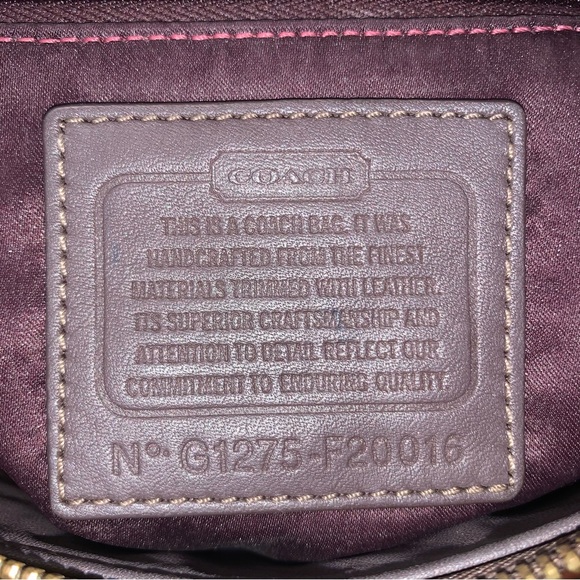 COACH
THIS IS A COACH BAG. IT WAS
HANDCRAFTED FROM THE FINEST
MATERIALS TRIMMED WITH LEATHER.
ITS SUPERIOR CRAFTSMANSHIP AND
ATTENTION TO DETAIL REFLECT OUR
COMMITMENT TO ENDURING QUALITY.
Nº· G1275-F20016